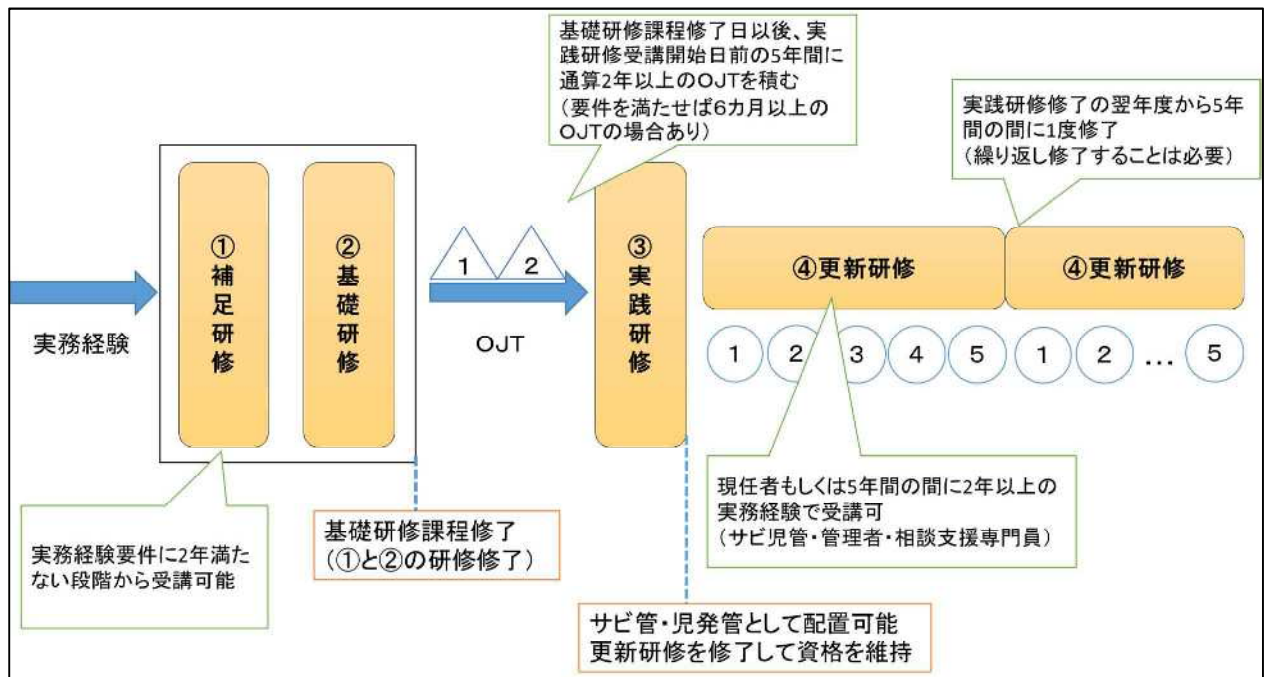 基礎研修課程修了日以後、実
践研修受講開始日前の5年間に
通算2年以上のOJTを積む
(要件を満たせば6カ月以上の
OJTの場合あり)
実践研修修了の翌年度から5年
間の間に1度修了
(繰り返し修了することは必要)
実務経験
①補足研修
②基礎研修
1
2
OJT
③実践研修
④更新研修
④更新研修
1
2
3
4
5
1
2
…
5
実務経験要件に2年満た
ない段階から受講可能
基礎研修課程修了
(①と②の研修修了)
現任者もしくは5年間の間に2年以上の
実務経験で受講可
(サビ児管・管理者・相談支援専門員)
サビ管・児発管として配置可能
更新研修を修了して資格を維持